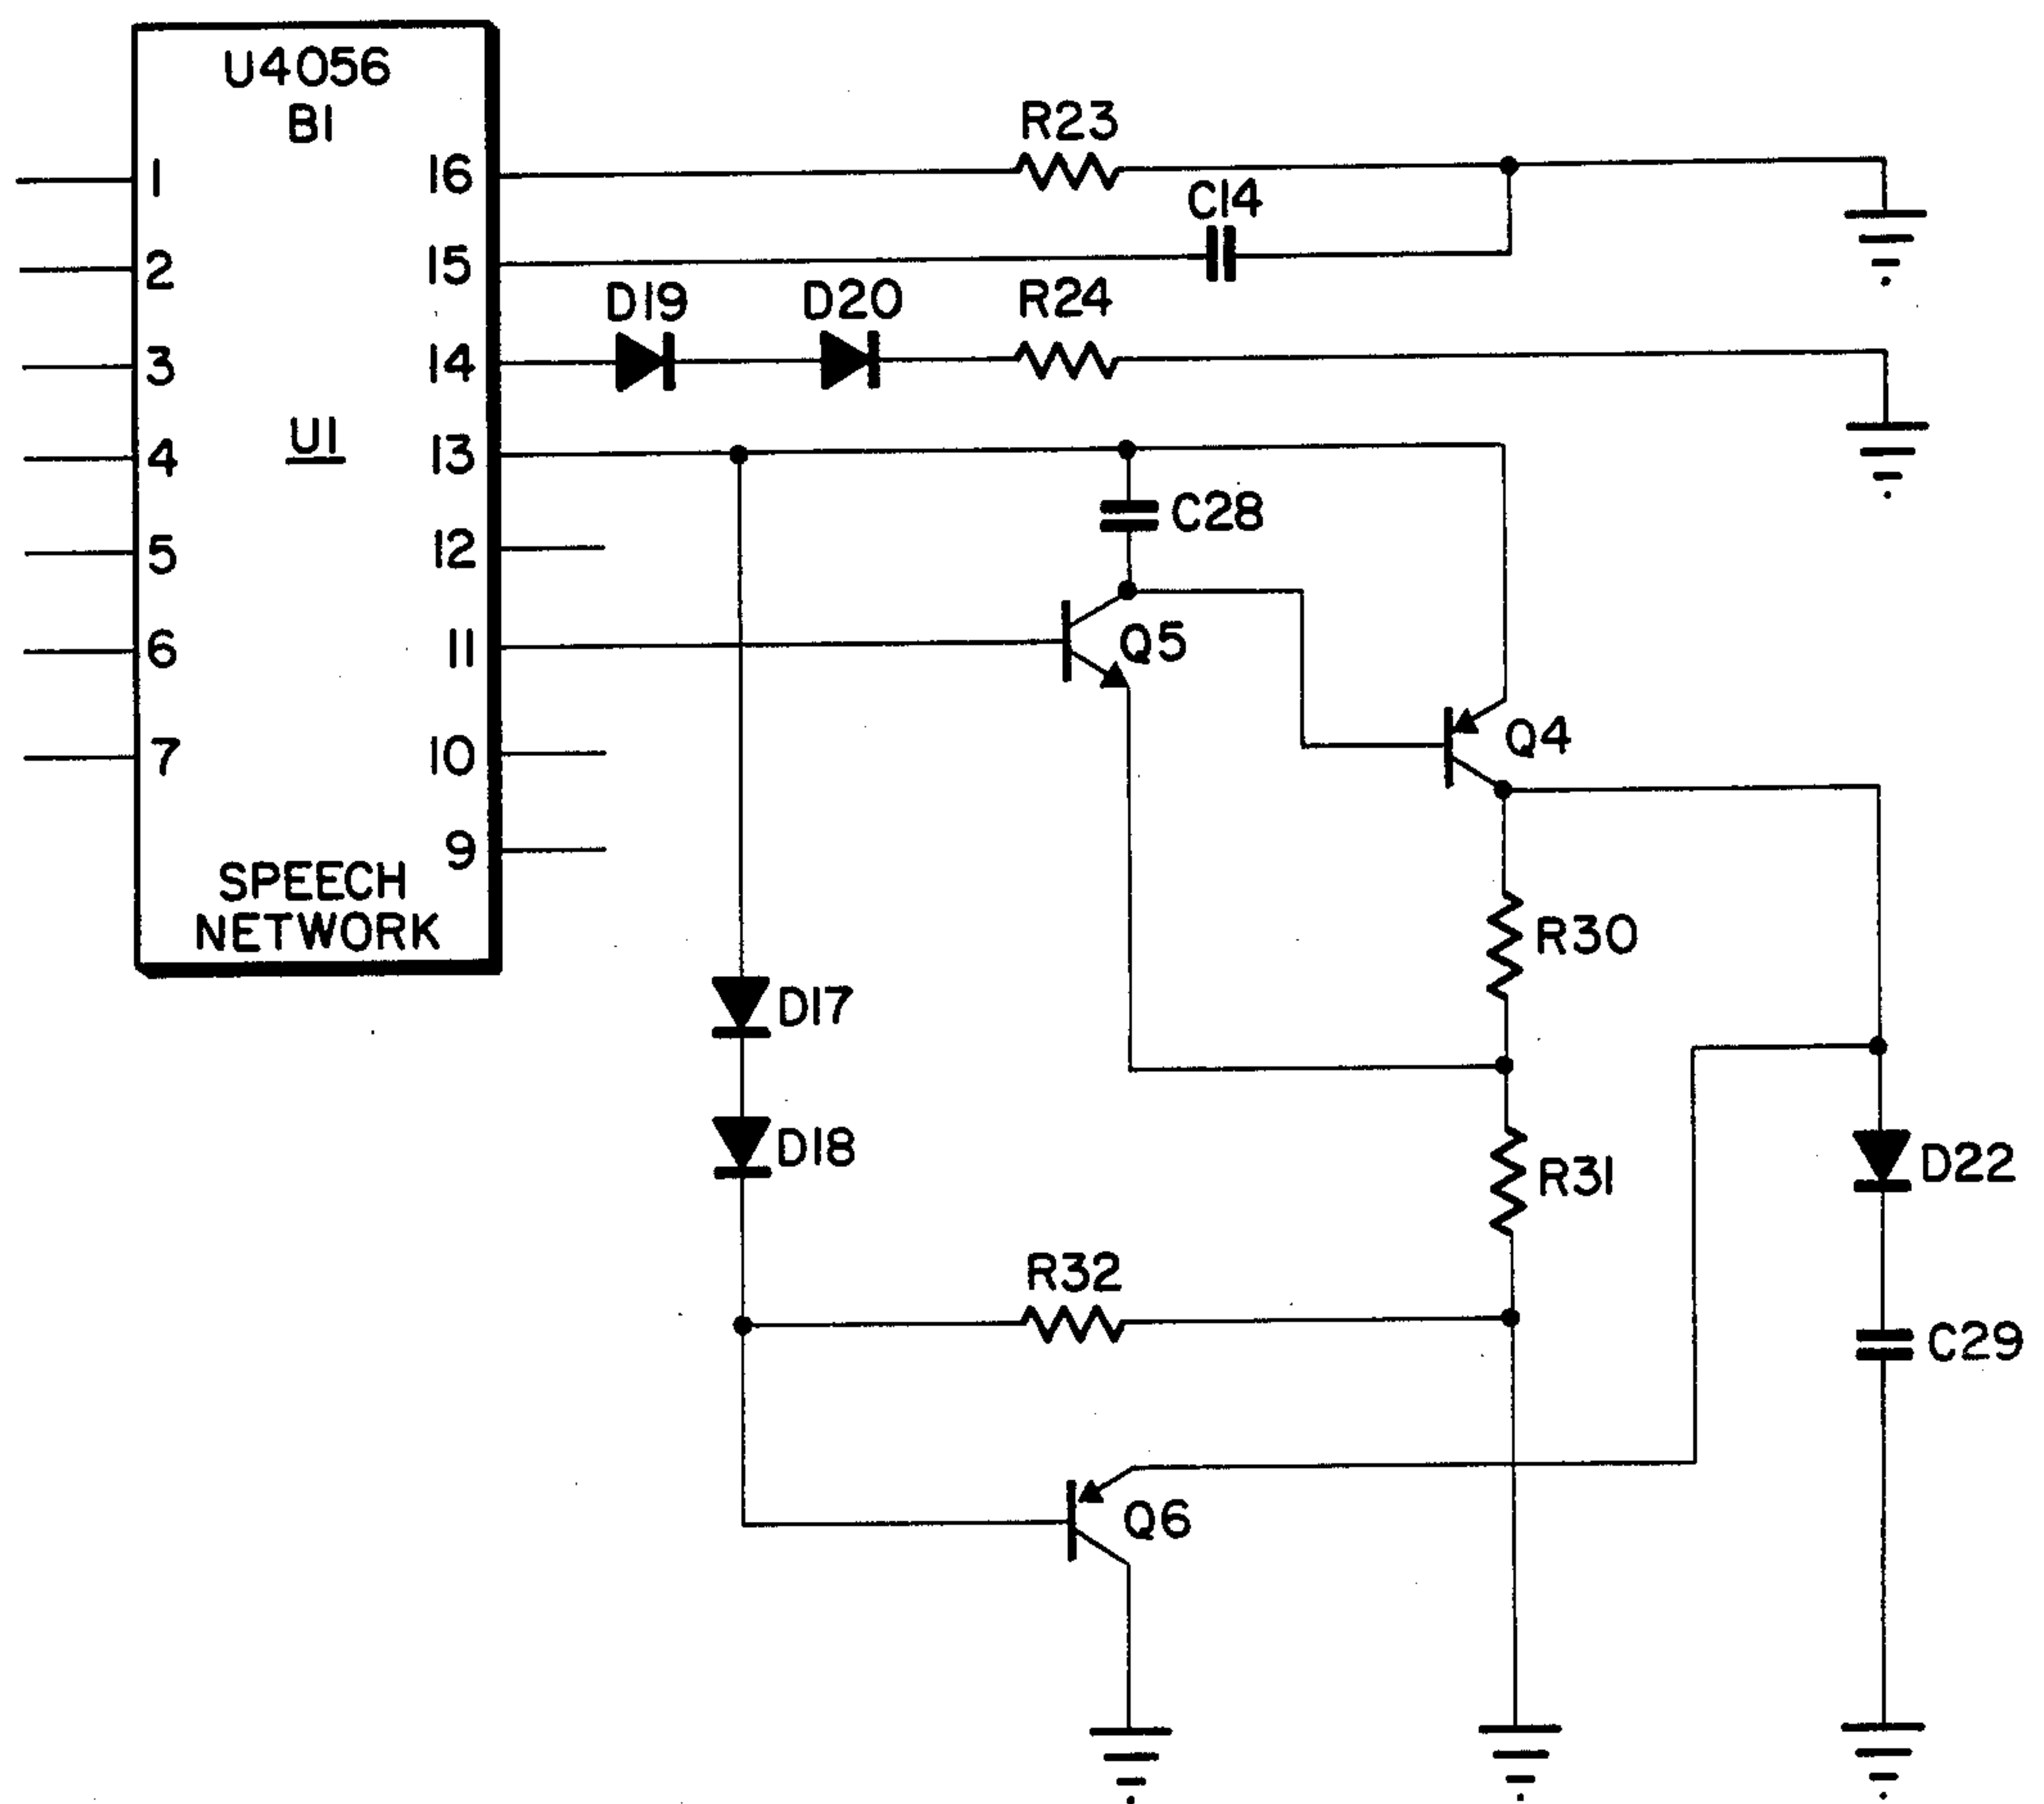 U4056
B1
R23
1
16
C14
2
15
D19
D20
R24
3
14
U1
4
13
C28
5
12
6
11
Q5
Q4
7
10
9
SPEECH
NETWORK
R30
D17
D18
R31
D22
R32
C29
Q6